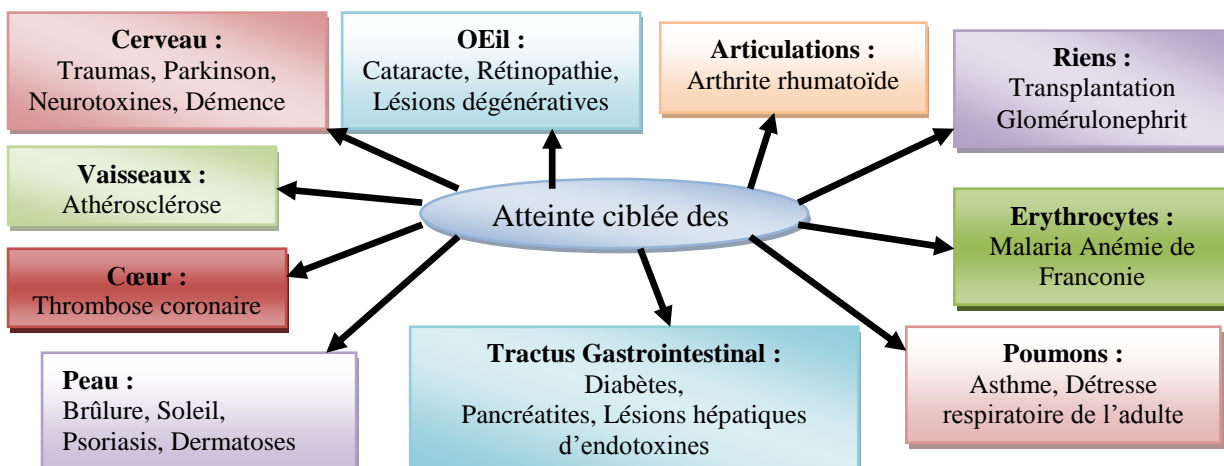 Cerveau :
Traumas, Parkinson,
Neurotoxines, Démence
OEil :
Cataracte, Rétinopathie,
Lésions dégénératives
Articulations :
Arthrite rhumatoïde
Riens :
Transplantation
Glomérulonephrit
Vaisseaux :
Athérosclérose
Atteinte ciblée des
Erythrocytes :
Malaria Anémie de
Franconie
Cœur :
Thrombose coronaire
Peau :
Brûlure, Soleil,
Psoriasis, Dermatoses
Tractus Gastrointestinal :
Diabètes,
Pancréatites, Lésions hépatiques
d’endotoxines
Poumons :
Asthme, Détresse
respiratoire de l’adulte